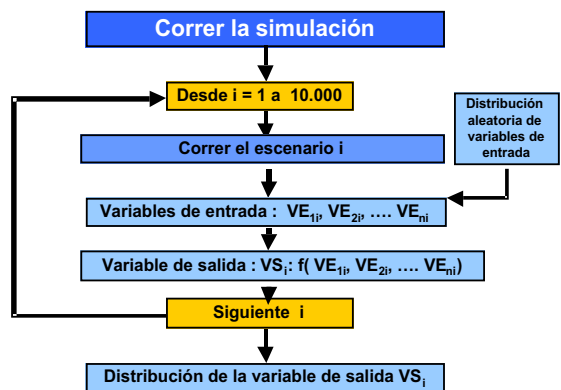 Correr la simulación
Desde i = 1 a 10.000
Distribución
aleatoria de
variables de
entrada
Correr el escenario i
Variables de entrada : VE1i, VE2i, .... VEni
Variable de salida : VSi: f( VE1i, VE2i, .... VEni)
Siguiente i
Distribución de la variable de salida VSi